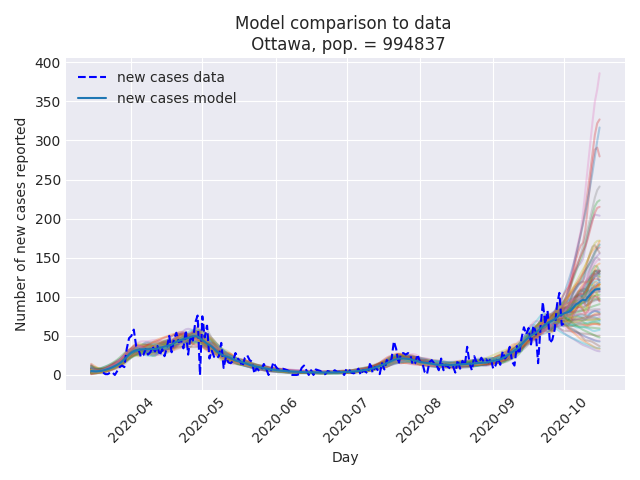 Model comparison to data
Ottawa, pop. = 994837
new cases data
new cases model
Number of new cases reported
400
350
300
250
200
150
100
50
0
2020-04
2020-05
2020-06
2020-07
2020-08
2020-09
2020-10
Day